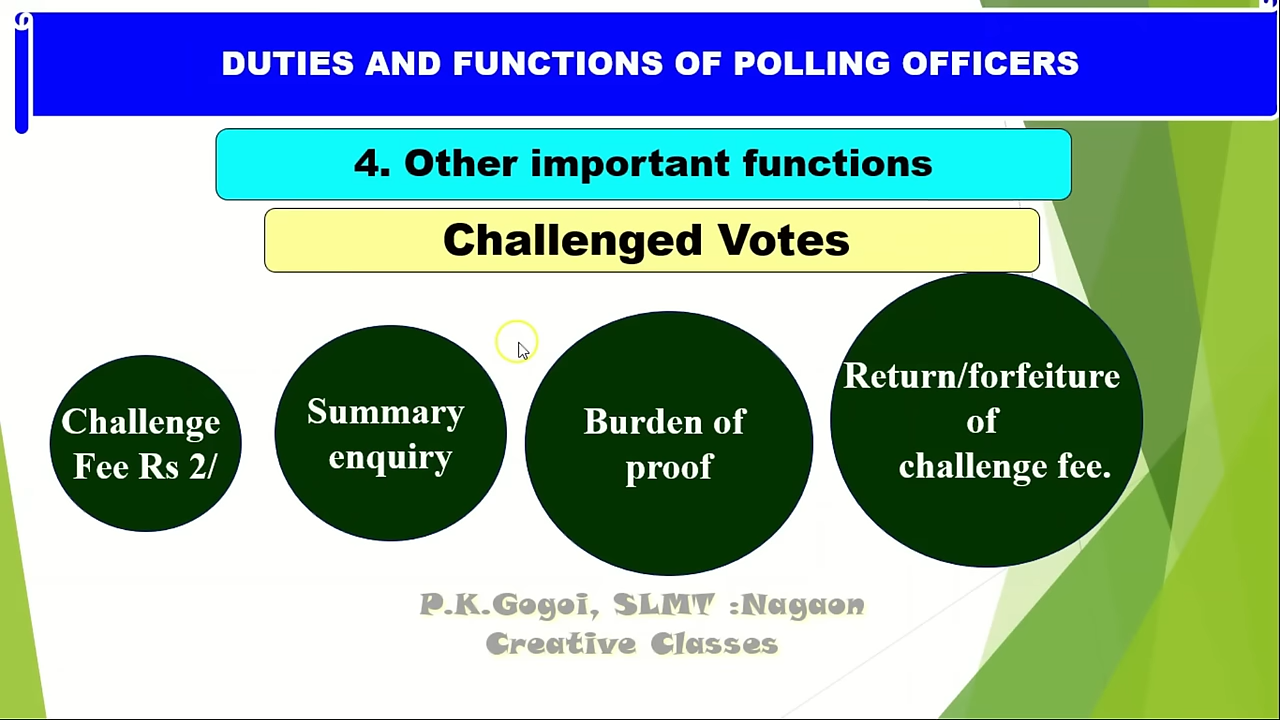 DUTIES AND FUNCTIONS OF POLLING OFFICERS
4. Other important functions
Challenged Votes
Challenge
Fee Rs 2/
Summary
enquiry
Burden of
proof
Return/forfeiture
of
challenge fee.
P.K.Gogoi, SLMT :Nagaon
Creative Classes